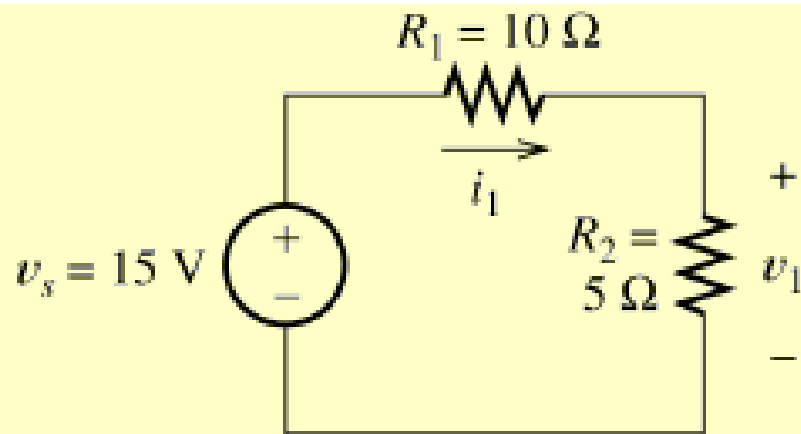 R₁ = 10 Ω
i₁
+
v₁
−
R₂ =
5 Ω
vₛ = 15 V
+
−